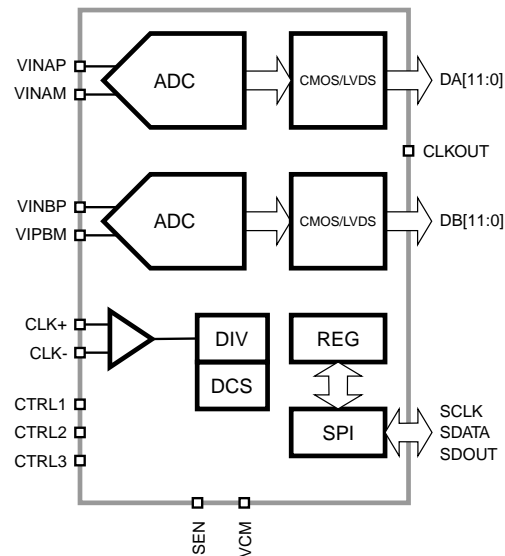 VINAP
VINAM
ADC
CMOS/LVDS
DA[11:0]
CLKOUT
VINBP
VIPBM
ADC
CMOS/LVDS
DB[11:0]
CLK+
CLK-
DIV
DCS
REG
CTRL1
CTRL2
CTRL3
SPI
SCLK
SDATA
SDOUT
SEN
VCM